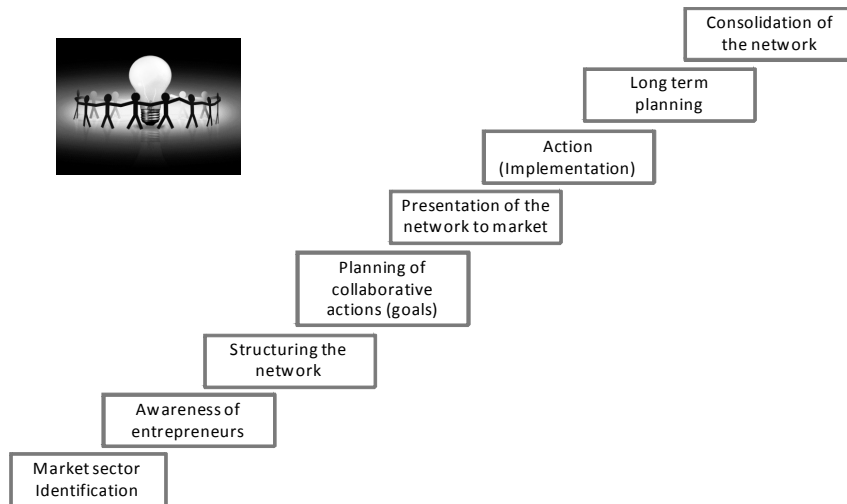 Consolidation of
the network
Long term
planning
Action
(Implementation)
Presentation of the
network to market
Planning of
collaborative
actions (goals)
Structuring the
network
Awareness of
entrepreneurs
Market sector
Identification